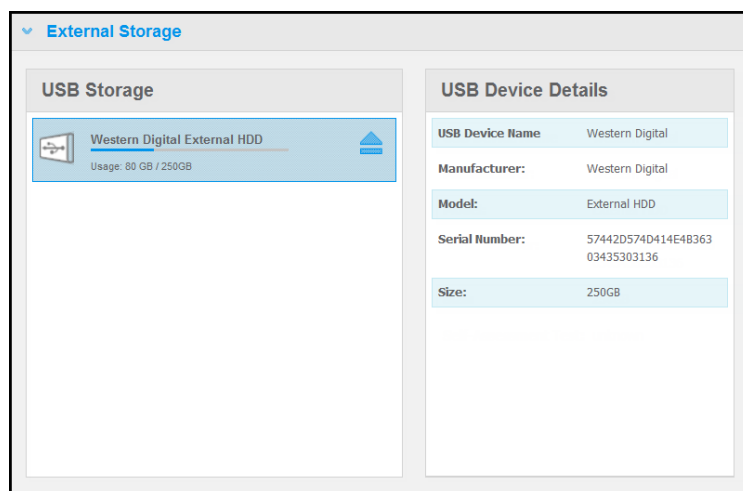 External Storage
USB Storage
Western Digital External HDD
Usage: 80 GB / 250GB
USB Device Details
USB Device Name Western Digital
Manufacturer: Western Digital
Model: External HDD
Serial Number: 57442D574D414E4B363
03435303136
Size: 250GB